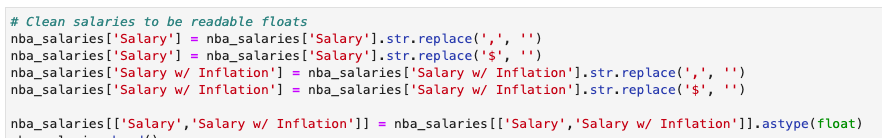 # Clean salaries to be readable floats
nba_salaries['Salary'] = nba_salaries['Salary'].str.replace(',', '')
nba_salaries['Salary'] = nba_salaries['Salary'].str.replace('$', '')
nba_salaries['Salary w/ Inflation'] = nba_salaries['Salary w/ Inflation'].str.replace(',', '')
nba_salaries['Salary w/ Inflation'] = nba_salaries['Salary w/ Inflation'].str.replace('$', '')
nba_salaries[['Salary','Salary w/ Inflation']] = nba_salaries[['Salary','Salary w/ Inflation']].astype(float)